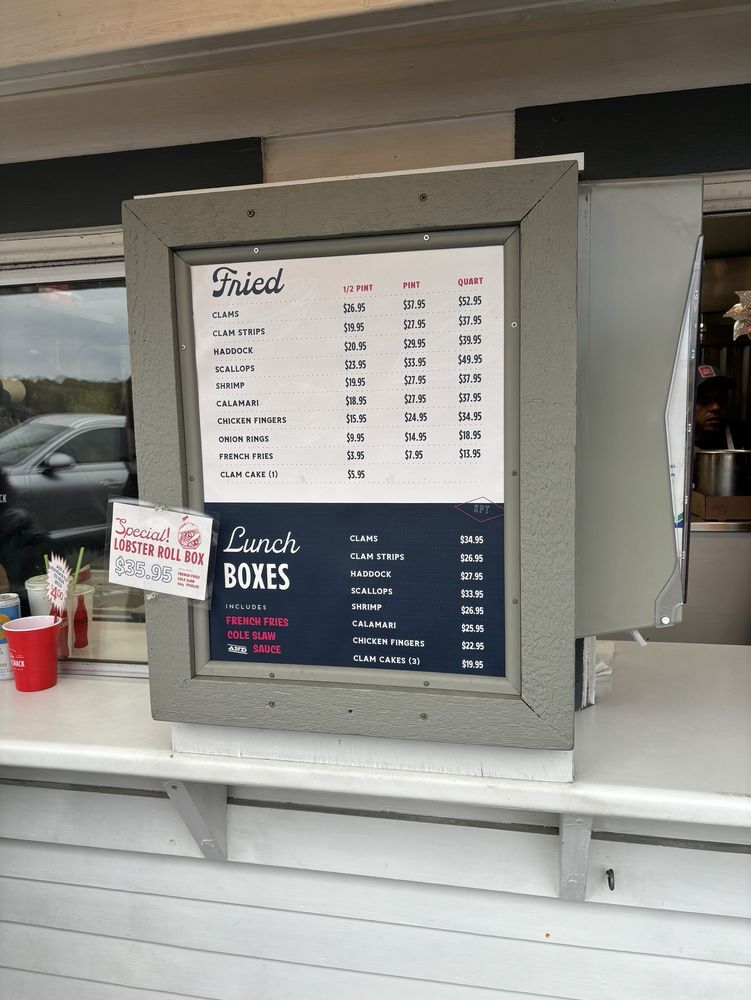 Fried 1/2 PINT PINT QUART
CLAMS $26.95 $37.95 $52.95
CLAM STRIPS $19.95 $27.95 $37.95
HADDOCK $20.95 $29.95 $39.95
SCALLOPS $23.95 $33.95 $49.95
SHRIMP $19.95 $27.95 $37.95
CALAMARI $18.95 $27.95 $37.95
CHICKEN FINGERS $15.95 $24.95 $34.95
ONION RINGS $9.95 $14.95 $18.95
FRENCH FRIES $3.95 $7.95 $13.95
CLAM CAKE (1) $5.95
KPT
Lunch
BOXES
INCLUDES
FRENCH FRIES
COLE SLAW
AND SAUCE
CLAMS $34.95
CLAM STRIPS $26.95
HADDOCK $27.95
SCALLOPS $33.95
SHRIMP $26.95
CALAMARI $25.95
CHICKEN FINGERS $22.95
CLAM CAKES (3) $19.95
Special!
LOBSTER ROLL BOX
$35.95
FRENCH FRIES
COLE SLAW
PICKLES